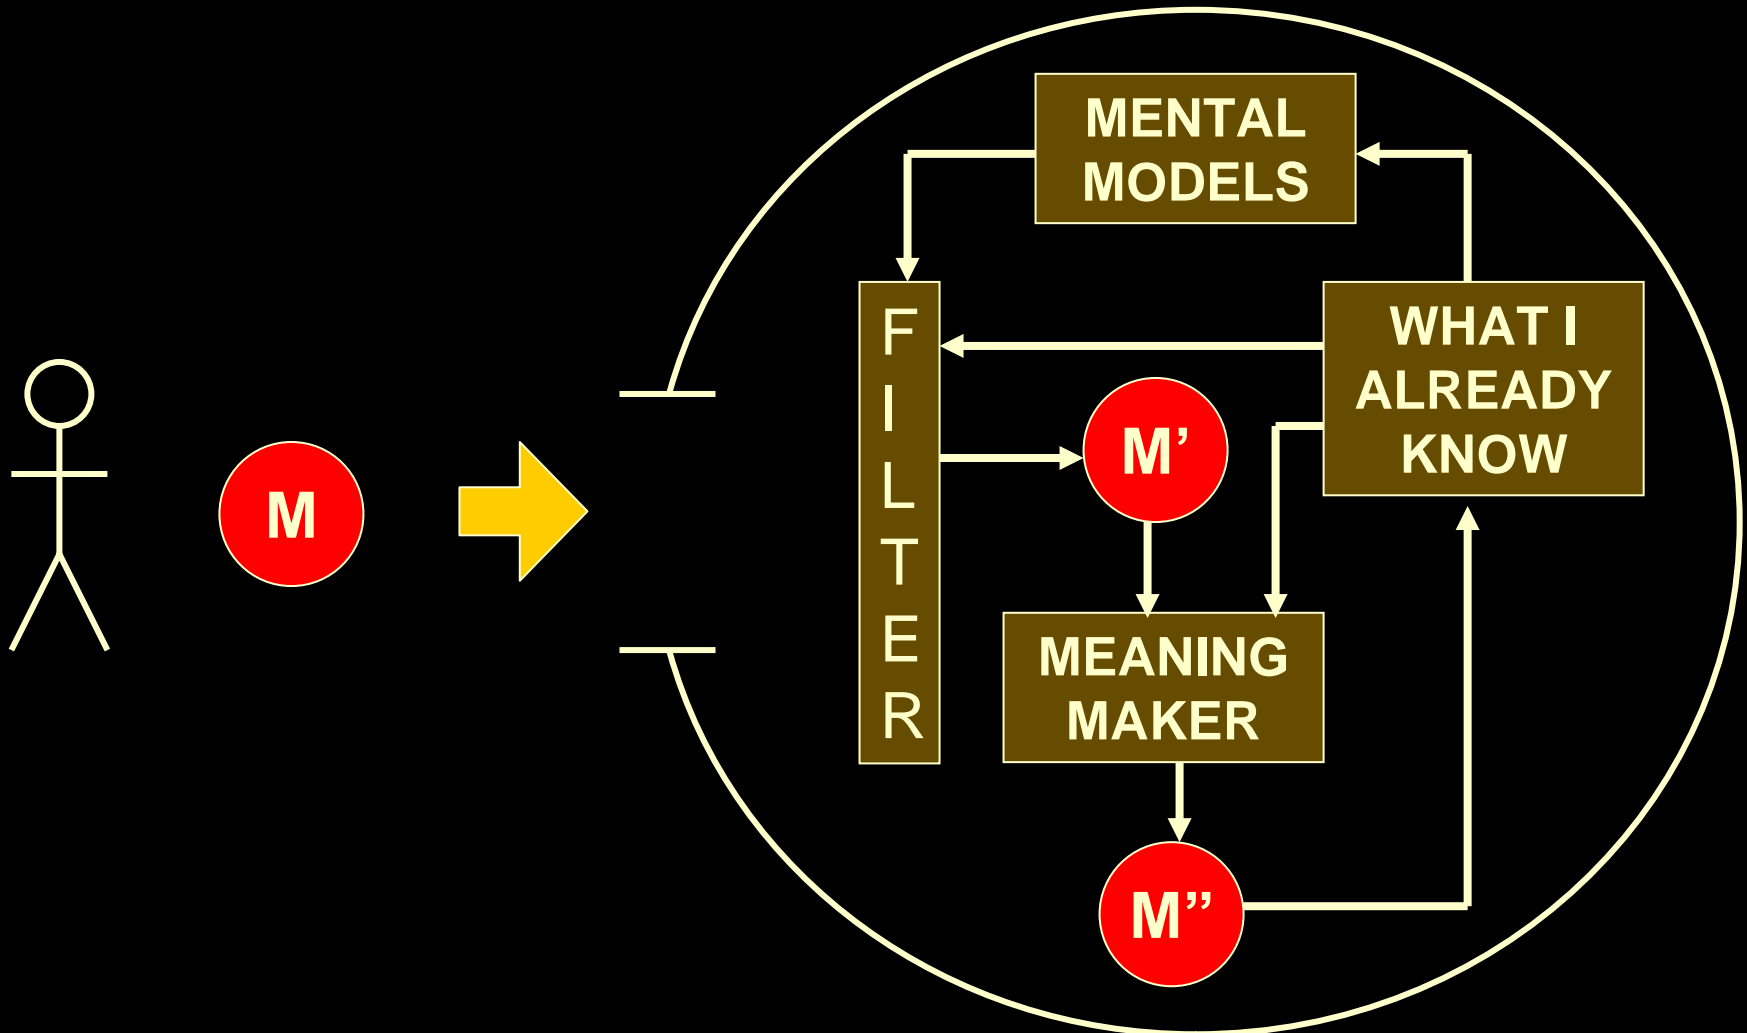 MENTAL
MODELS
F
I
L
T
E
R
WHAT I
ALREADY
KNOW
M’
M
MEANING
MAKER
M”